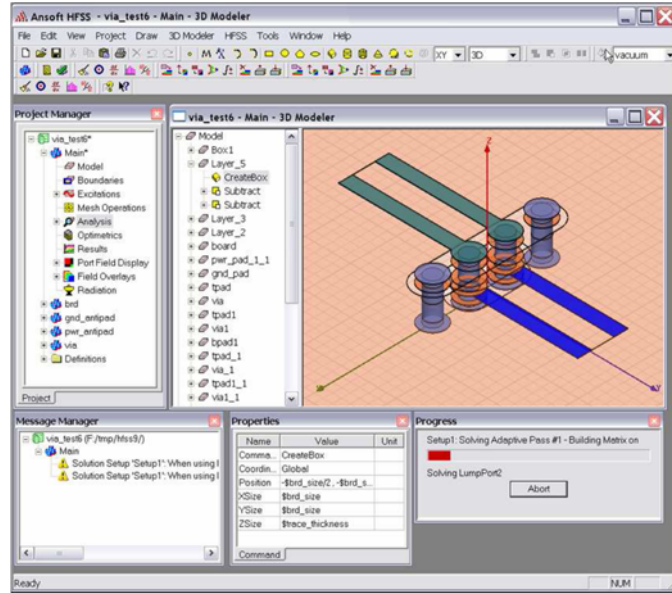 Ansoft HFSS - via_test6 - Main - 3D Modeler
File Edit View Project Draw 3D Modeler HFSS Tools Window Help
XY 3D vacuum
Project Manager
via_test6*
Main*
Model
Boundaries
Excitations
Mesh Operations
Analysis
Optimetrics
Results
Port Field Display
Field Overlays
Radiation
brd
gnd_antipad
pwr_antipad
via
Definitions
Project
via_test6 - Main - 3D Modeler
Model
Box1
Layer_5
CreateBox
Subtract
Subtract
Layer_3
Layer_2
board
pwr_pad_1_1
gnd_pad
tpad
via
tpad1
via1
bpad1
tpad_1
via_1
tpad1_1
via1_1
Z
Message Manager
via_test6 (F:/tmp/hfss9/)
Main
Solution Setup 'Setup1': When using l
Solution Setup 'Setup1': When using l
Properties
Name Value Unit
Comma... CreateBox
Coordin... Global
Position -$brd_size/2 , -$brd_s...
XSize $brd_size
YSize $brd_size
ZSize $trace_thickness
Command
Progress
Setup1: Solving Adaptive Pass #1 - Building Matrix on
Solving LumpPort2
Abort
Ready NUM